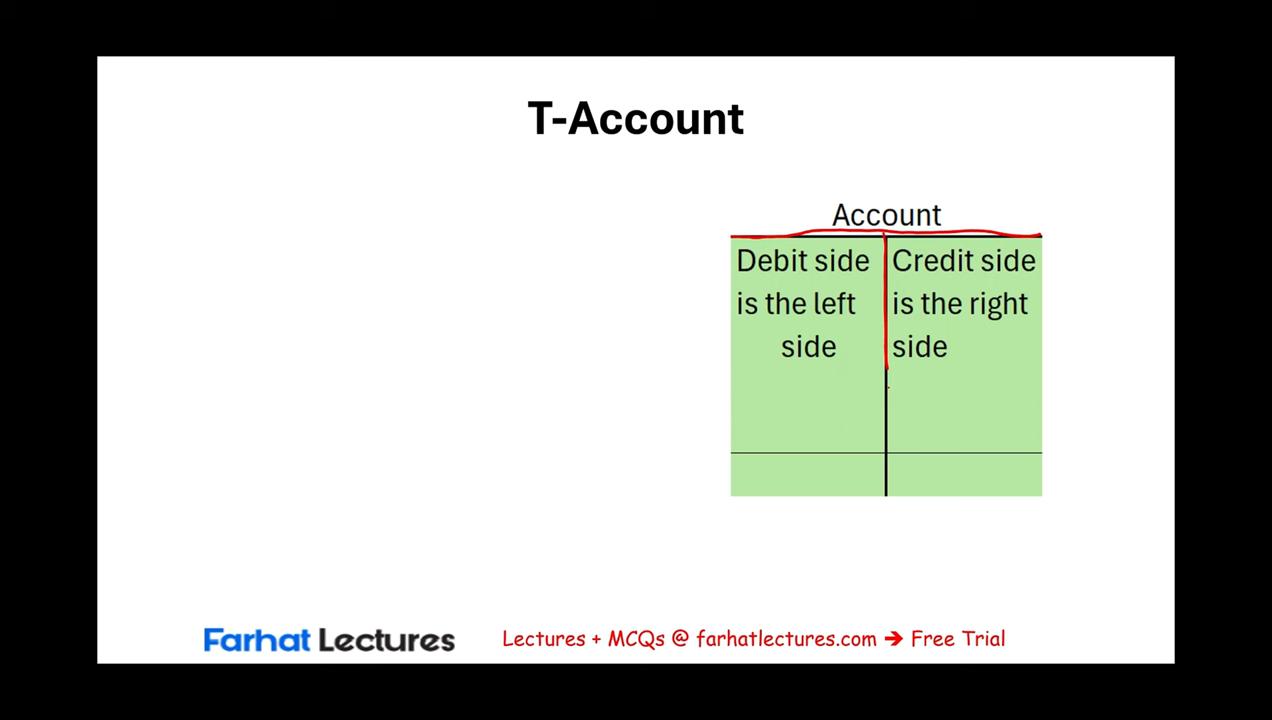 T-Account
Account
Debit side
is the left
side
Credit side
is the right
side
Farhat Lectures
Lectures + MCQs @ farhatlectures.com ➔ Free Trial